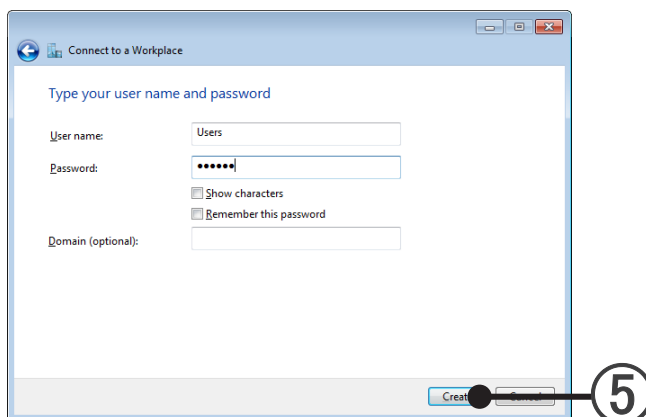 Connect to a Workplace
Type your user name and password
User name: Users
Password: ••••••
Show characters
Remember this password
Domain (optional):
5